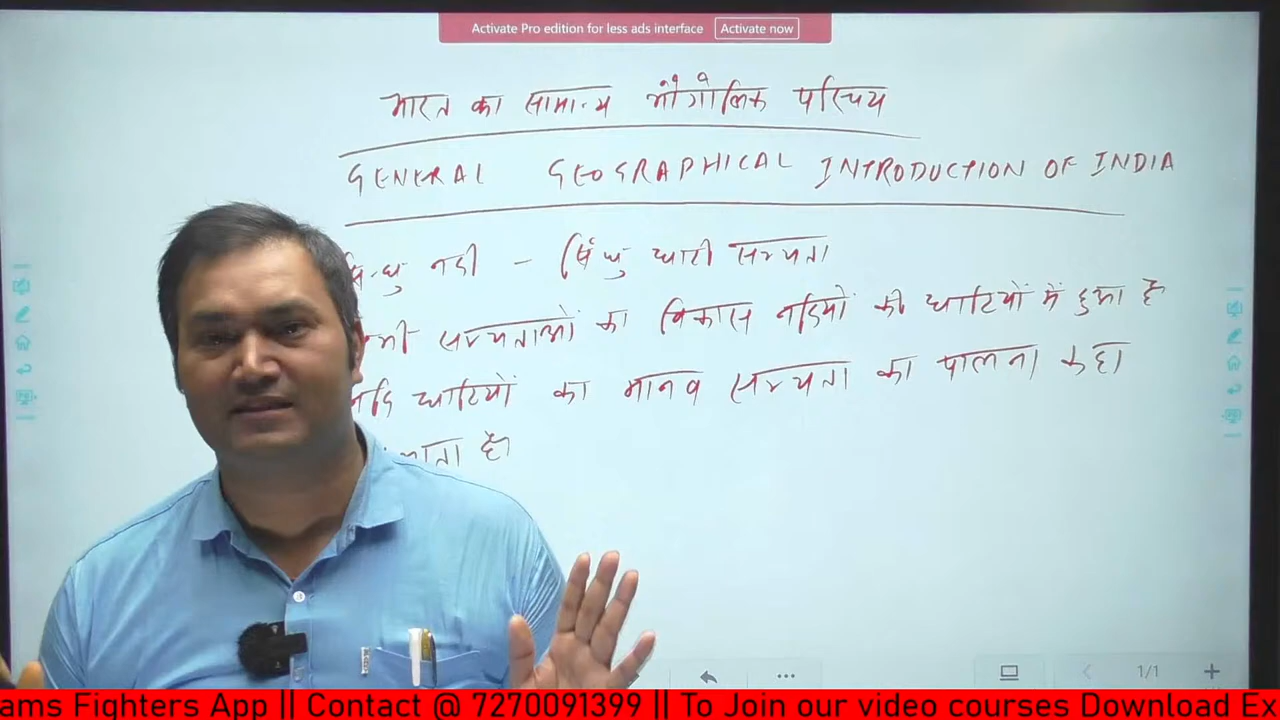 Activate Pro edition for less ads interface Activate now
भारत का सामान्य भौगोलिक परिचय
GENERAL GEOGRAPHICAL INTRODUCTION OF INDIA
सिन्धु नदी - सिंधु घाटी सभ्यता
सभ्यताओं का विकास नदियों की घाटियों में हुआ है
नदि घाटियों का मानव सभ्यता का पालना कहा
है
1/1
ams Fighters App || Contact @ 7270091399 || To Join our video courses Download Ex